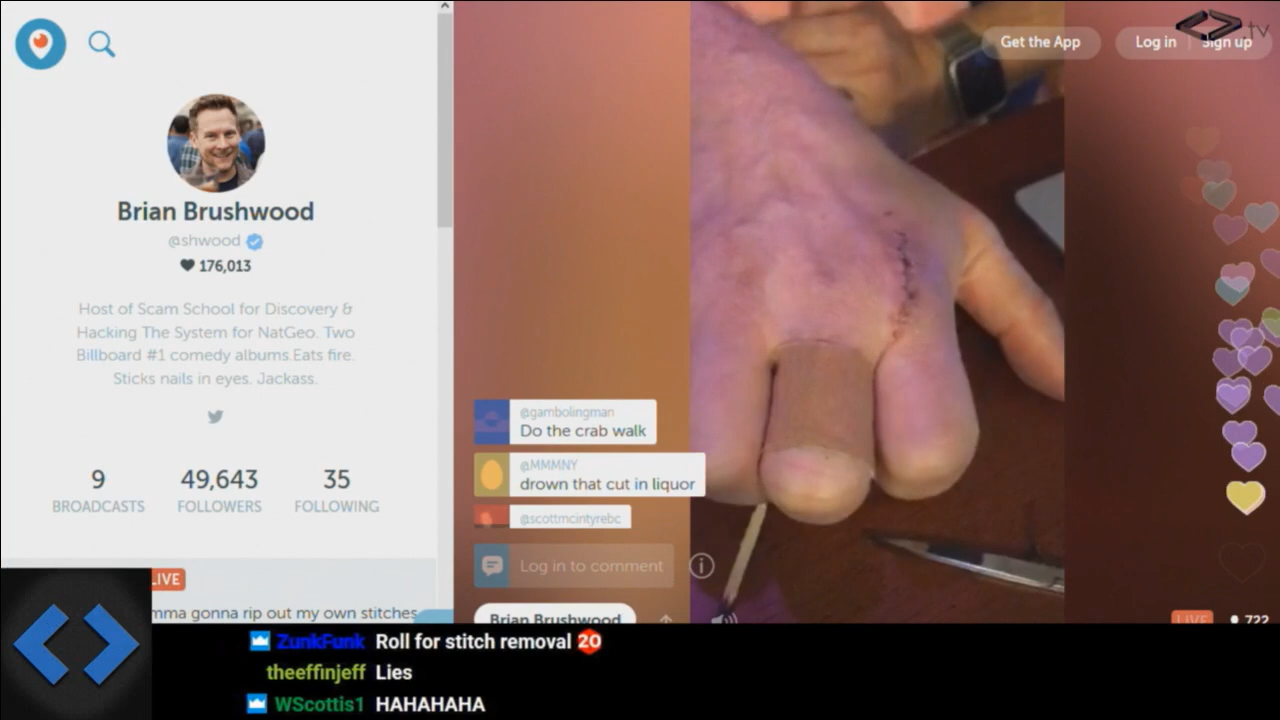 Brian Brushwood
@shwood
176,013
Host of Scam School for Discovery &
Hacking The System for NatGeo. Two
Billboard #1 comedy albums.Eats fire.
Sticks nails in eyes. Jackass.
9
BROADCASTS
49,643
FOLLOWERS
35
FOLLOWING
LIVE
mma gonna rip out my own stitches
Get the App
Log in
Sign up
tv
@gambolingman
Do the crab walk
@MMMNY
drown that cut in liquor
@scottmcintyrebc
Log in to comment
Brian Brushwood
LIVE
722
ZunkFunk Roll for stitch removal 20
theeffinjeff Lies
WScottis1 HAHAHAHA